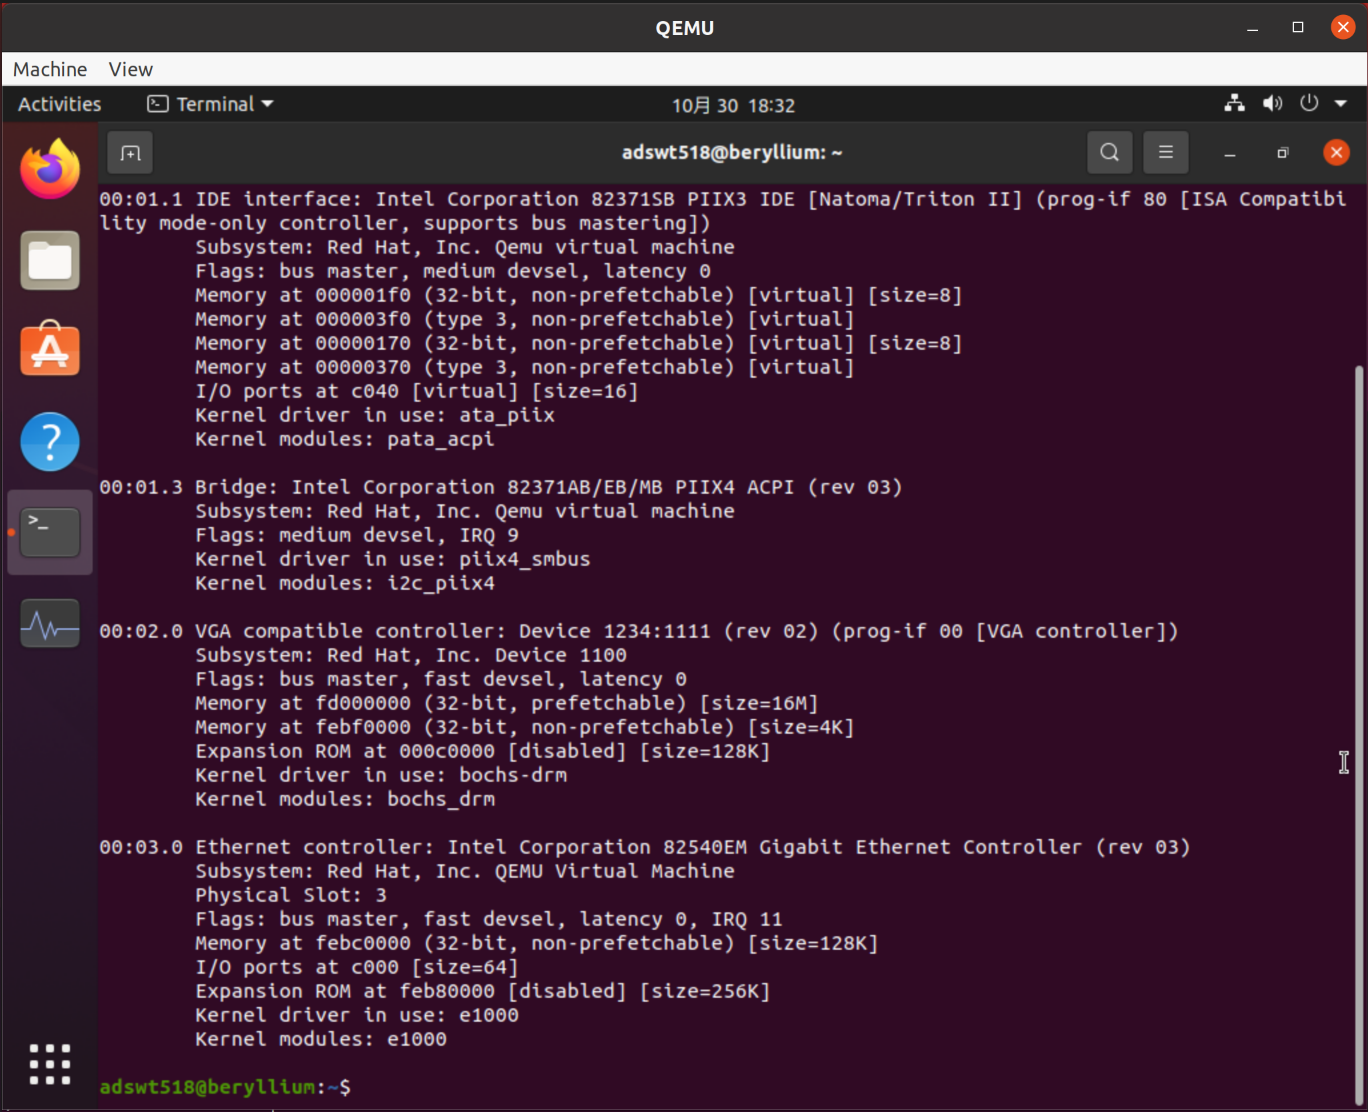 QEMU
Machine View
Activities Terminal 10月 30 18:32
adswt518@beryllium: ~
00:01.1 IDE interface: Intel Corporation 82371SB PIIX3 IDE [Natoma/Triton II] (prog-if 80 [ISA Compatibi
lity mode-only controller, supports bus mastering])
Subsystem: Red Hat, Inc. Qemu virtual machine
Flags: bus master, medium devsel, latency 0
Memory at 000001f0 (32-bit, non-prefetchable) [virtual] [size=8]
Memory at 000003f0 (type 3, non-prefetchable) [virtual]
Memory at 00000170 (32-bit, non-prefetchable) [virtual] [size=8]
Memory at 00000370 (type 3, non-prefetchable) [virtual]
I/O ports at c040 [virtual] [size=16]
Kernel driver in use: ata_piix
Kernel modules: pata_acpi
00:01.3 Bridge: Intel Corporation 82371AB/EB/MB PIIX4 ACPI (rev 03)
Subsystem: Red Hat, Inc. Qemu virtual machine
Flags: medium devsel, IRQ 9
Kernel driver in use: piix4_smbus
Kernel modules: i2c_piix4
00:02.0 VGA compatible controller: Device 1234:1111 (rev 02) (prog-if 00 [VGA controller])
Subsystem: Red Hat, Inc. Device 1100
Flags: bus master, fast devsel, latency 0
Memory at fd000000 (32-bit, prefetchable) [size=16M]
Memory at febf0000 (32-bit, non-prefetchable) [size=4K]
Expansion ROM at 000c0000 [disabled] [size=128K]
Kernel driver in use: bochs-drm
Kernel modules: bochs_drm
00:03.0 Ethernet controller: Intel Corporation 82540EM Gigabit Ethernet Controller (rev 03)
Subsystem: Red Hat, Inc. QEMU Virtual Machine
Physical Slot: 3
Flags: bus master, fast devsel, latency 0, IRQ 11
Memory at febc0000 (32-bit, non-prefetchable) [size=128K]
I/O ports at c000 [size=64]
Expansion ROM at feb80000 [disabled] [size=256K]
Kernel driver in use: e1000
Kernel modules: e1000
adswt518@beryllium:~$